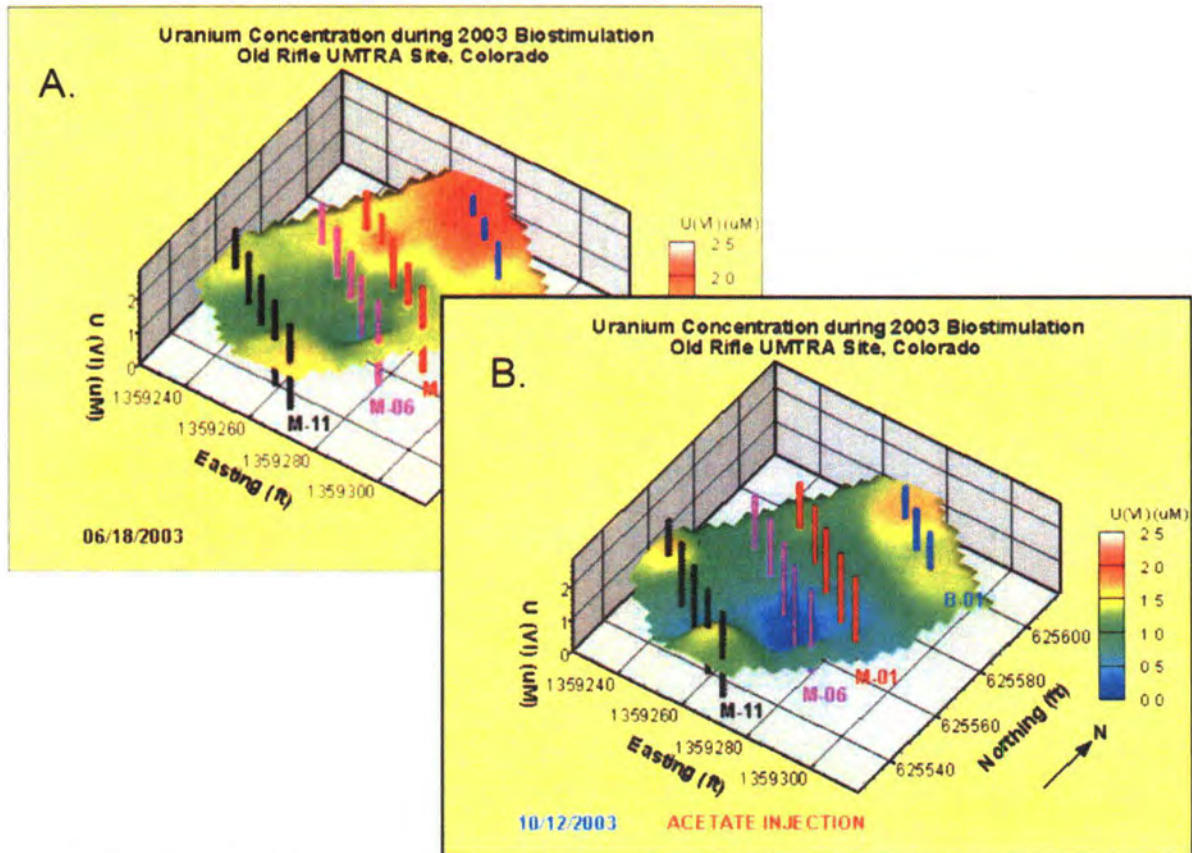 A.
Uranium Concentration during 2003 Biostimulation
Old Rifle UMTRA Site, Colorado
U(VI)(uM)
2 5
2 0
U (VI) (uM)
2
1
0
1359240
1359260
1359280
1359300
Easting (ft)
M-11
M-06
06/18/2003
B.
Uranium Concentration during 2003 Biostimulation
Old Rifle UMTRA Site, Colorado
U(VI)(uM)
2 5
2 0
1 5
1 0
0 5
0 0
U (VI) (uM)
2
1
0
1359240
1359260
1359280
1359300
Easting (ft)
M-11
M-06
M-01
B-01
625600
625580
625560
625540
Northing (ft)
N
10/12/2003 ACETATE INJECTION